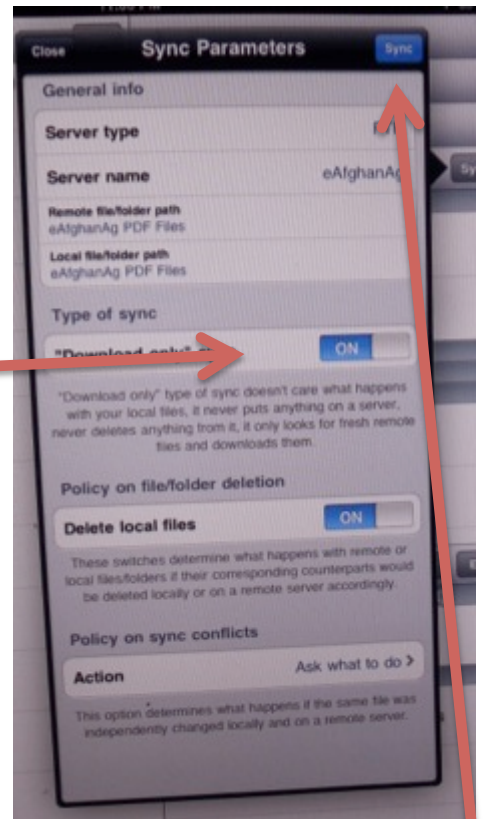 Close Sync Parameters Sync
General info
Server type
Server name eAfghanAg
Remote file/folder path
eAfghanAg PDF Files
Local file/folder path
eAfghanAg PDF Files
Type of sync
"Download only" ON
"Download only" type of sync doesn't care what happens
with your local files, it never puts anything on a server,
never deletes anything from it, it only looks for fresh remote
files and downloads them.
Policy on file/folder deletion
Delete local files ON
These switches determine what happens with remote or
local files/folders if their corresponding counterparts would
be deleted locally or on a remote server accordingly.
Policy on sync conflicts
Action Ask what to do >
This option determines what happens if the same file was
independently changed locally and on a remote server.